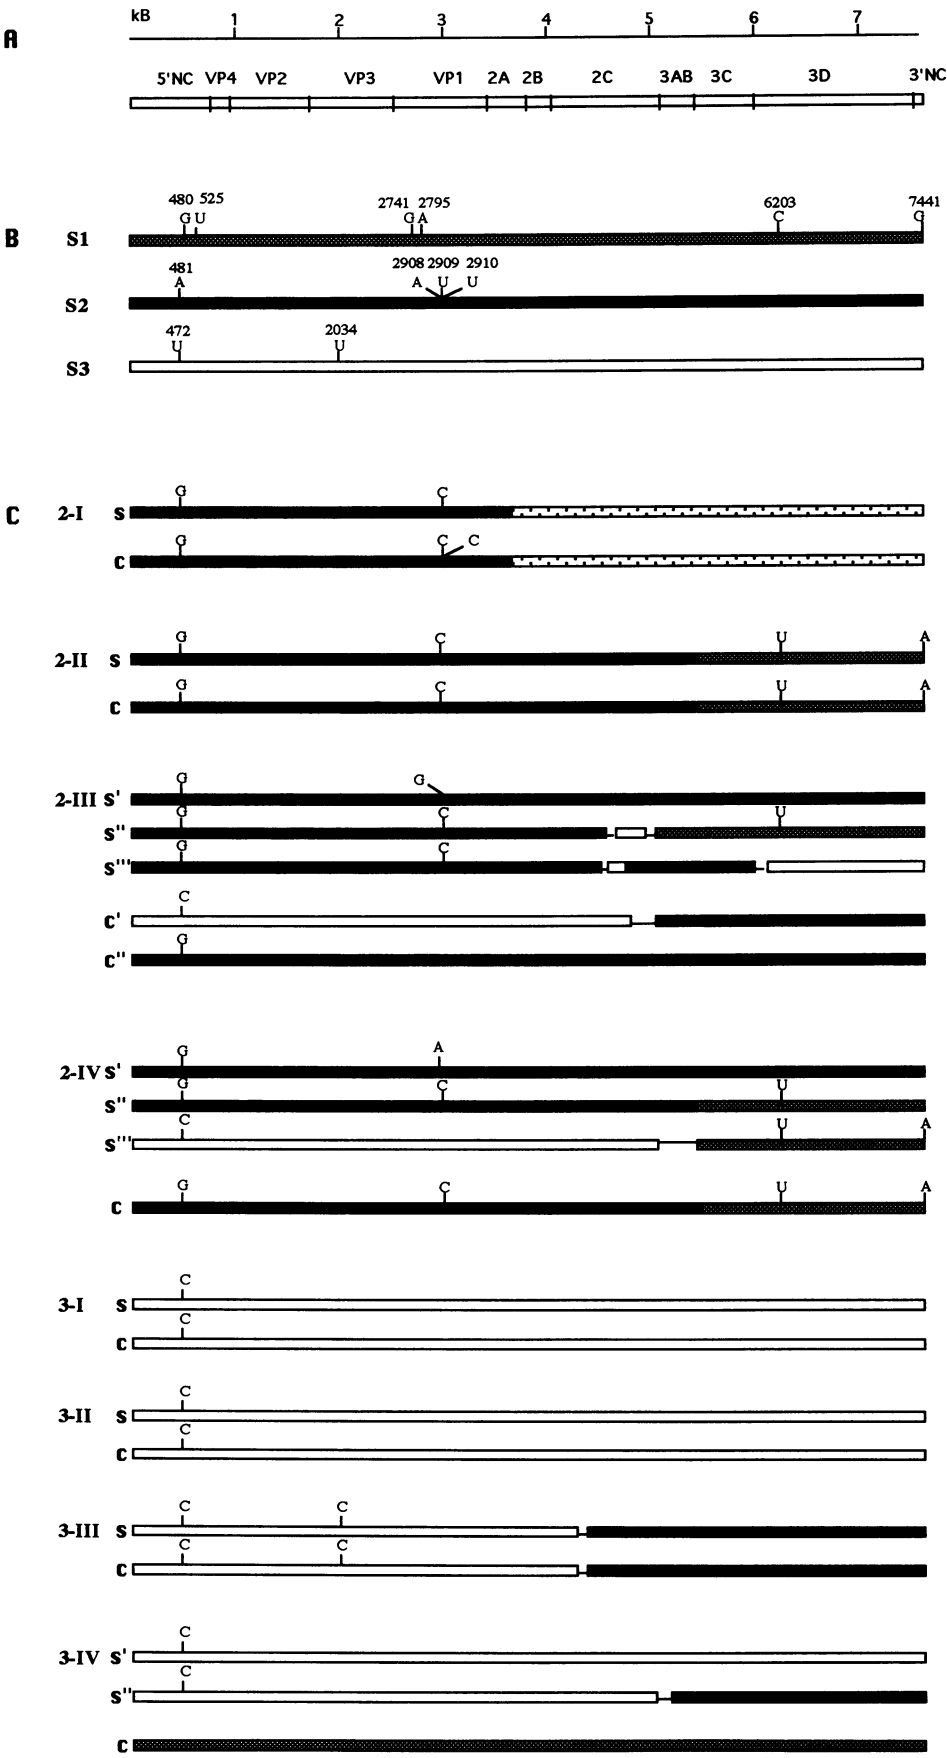 kB 1 2 3 4 5 6 7
A
5'NC VP4 VP2 VP3 VP1 2A 2B 2C 3AB 3C 3D 3'NC
480 525 2741 2795 6203 7441
G U G A C G
B S1
481 2908 2909 2910
A A U U
S2
472 2034
U U
S3
G C
C 2-I S
G C C
C
G C U A
2-II S
G C U A
C
G G
2-III S'
G C U
S''
G C
S'''
C
C'
G
C''
G A
2-IV S'
G C U
S''
C U A
S'''
G C U A
C
C
3-I S
C
C
C
3-II S
C
C
C C
3-III S
C C
C
C
3-IV S'
C
S''
C